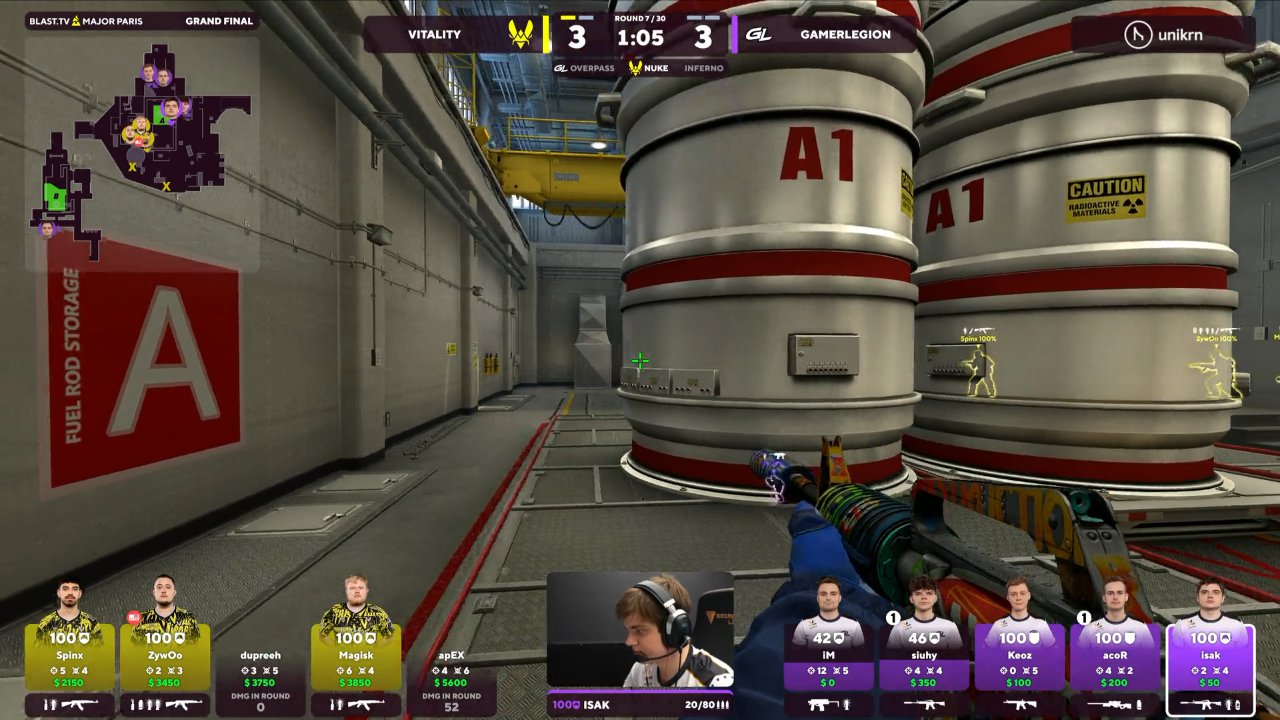 BLAST.TV MAJOR PARIS GRAND FINAL
VITALITY 3 ROUND 7 / 30 1:05 3 GL GAMERLEGION
unikrn
GL OVERPASS NUKE INFERNO
A
B
X
X
A1
A1
CAUTION
RADIOACTIVE MATERIALS
FUEL ROD STORAGE
A
Spinx 100%
ZywOo 100%
100 100 100
Spinx ZywOo dupreeh Magisk apEX
5 4 2 3 3 5 6 4 4 6
$2150 $3450 $3750 $3850 $5600
DMG IN ROUND 0
DMG IN ROUND 52
100 ISAK 20/80
1 1
42 46 100 100 100
iM siuhy Keoz acoR isak
12 5 4 4 0 5 4 2 2 4
$0 $350 $100 $200 $50